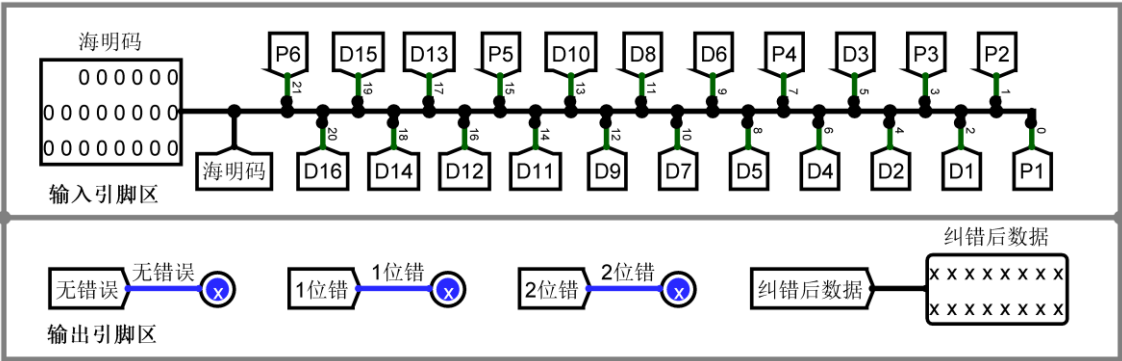 海明码
P6 D15 D13 P5 D10 D8 D6 P4 D3 P3 P2
000000
00000000
00000000
21 19 17 15 13 11 9 7 5 3 1
20 18 16 14 12 10 8 6 4 2 0
海明码 D16 D14 D12 D11 D9 D7 D5 D4 D2 D1 P1
输入引脚区
纠错后数据
无错误 无错误 x 1位错 1位错 x 2位错 2位错 x 纠错后数据
x x x x x x x x
x x x x x x x x
输出引脚区